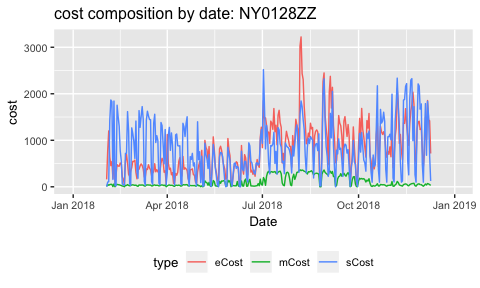 cost composition by date: NY0128ZZ
3000
2000
1000
0
cost
Jan 2018
Apr 2018
Jul 2018
Oct 2018
Jan 2019
Date
type
eCost
mCost
sCost